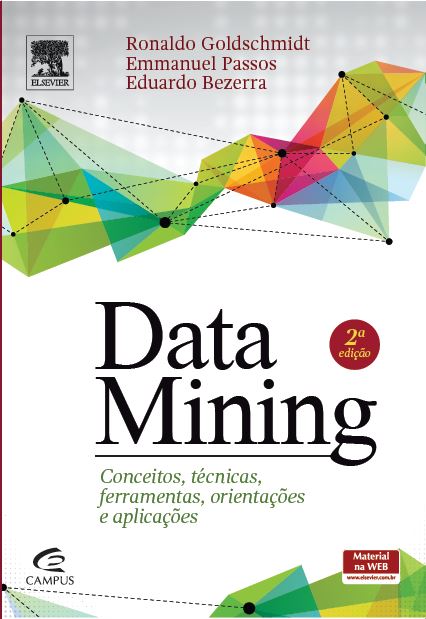 Ronaldo Goldschmidt
Emmanuel Passos
Eduardo Bezerra
ELSEVIER
Data
Mining
2ª
edição
Conceitos, técnicas,
ferramentas, orientações
e aplicações
CAMPUS
Material
na WEB
www.elsevier.com.br